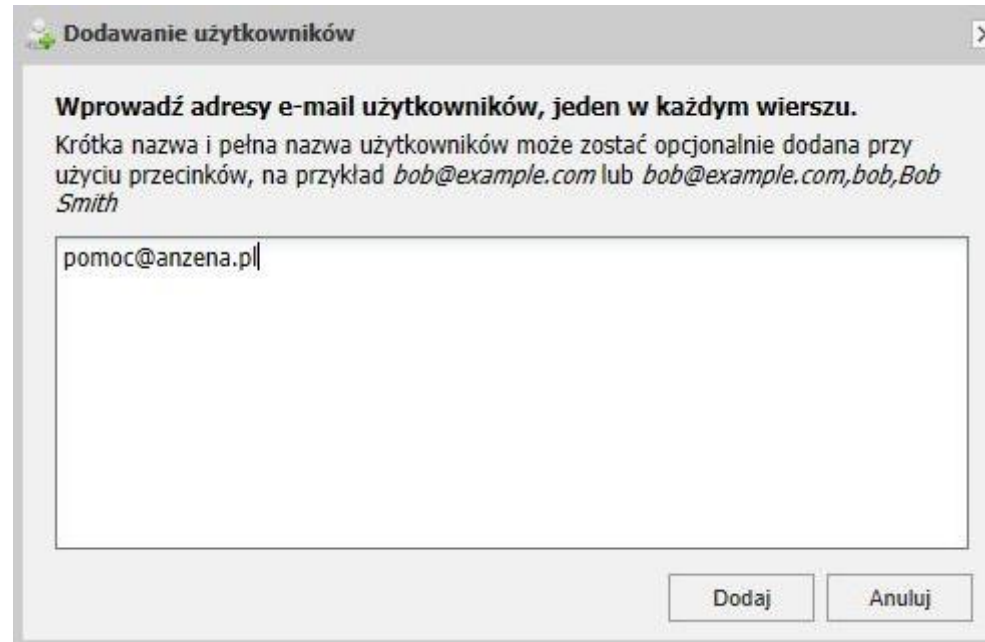 Dodawanie użytkowników
Wprowadź adresy e-mail użytkowników, jeden w każdym wierszu.
Krótka nazwa i pełna nazwa użytkowników może zostać opcjonalnie dodana przy
użyciu przecinków, na przykład bob@example.com lub bob@example.com,bob,Bob
Smith
pomoc@anzena.pl
Dodaj Anuluj